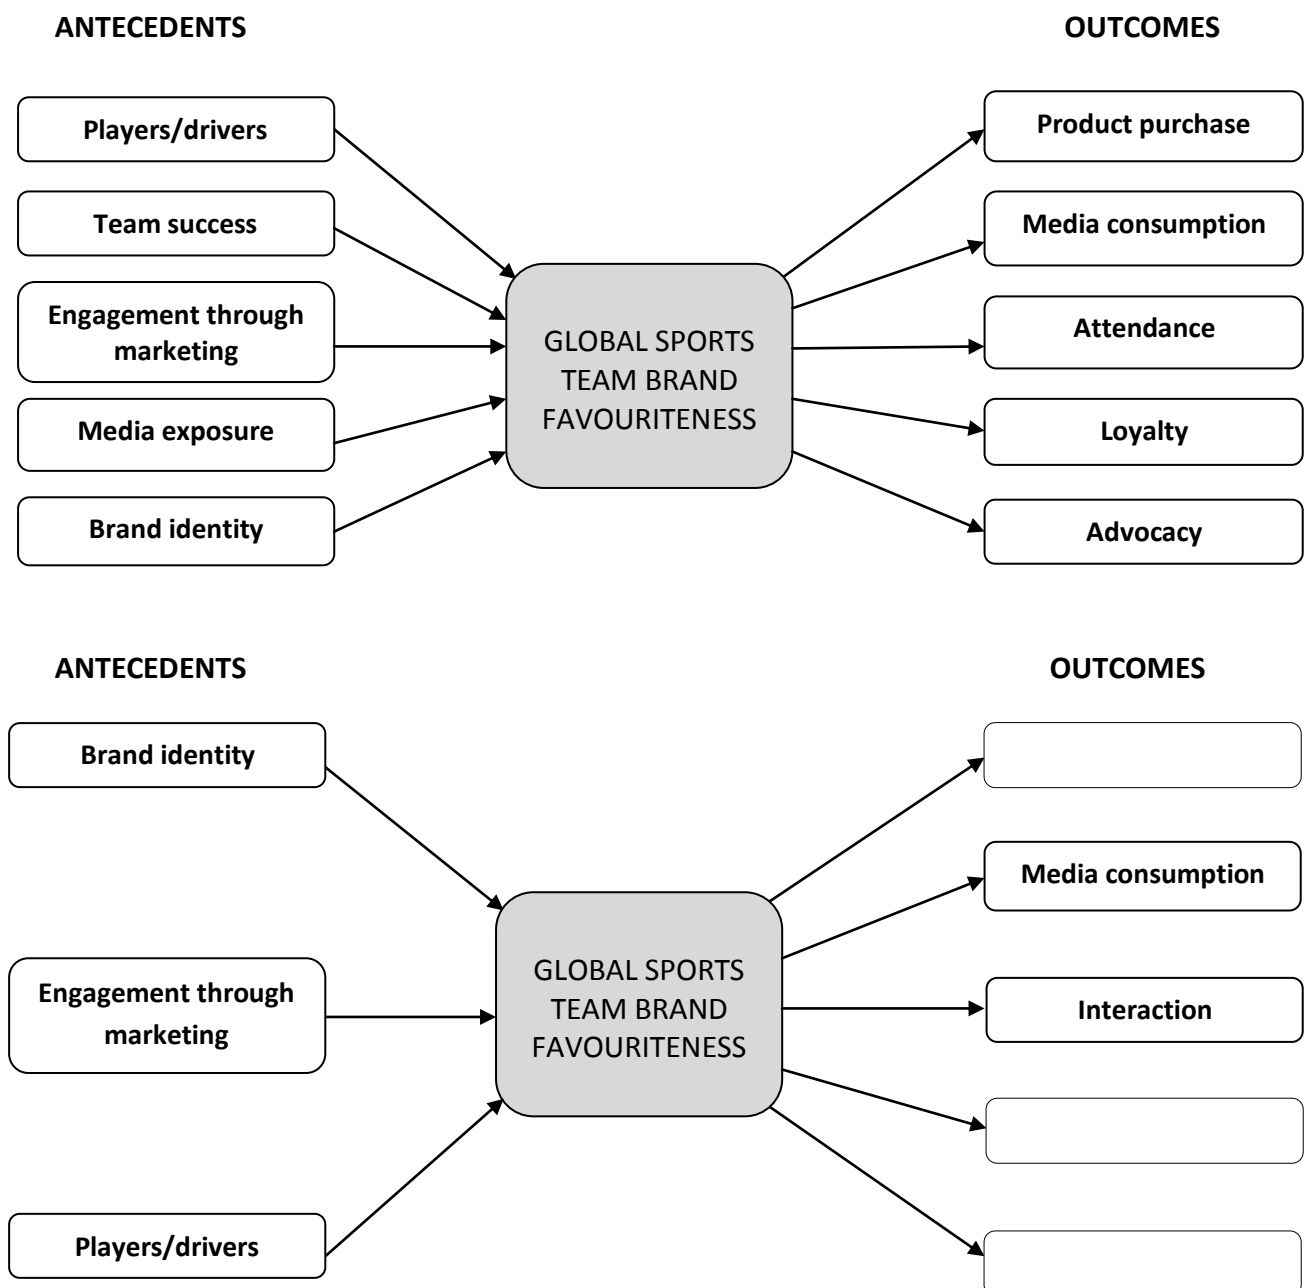 ANTECEDENTS
OUTCOMES
Players/drivers
Team success
Engagement through
marketing
Media exposure
Brand identity
GLOBAL SPORTS
TEAM BRAND
FAVOURITENESS
Product purchase
Media consumption
Attendance
Loyalty
Advocacy
ANTECEDENTS
OUTCOMES
Brand identity
Engagement through
marketing
Players/drivers
GLOBAL SPORTS
TEAM BRAND
FAVOURITENESS
Media consumption
Interaction